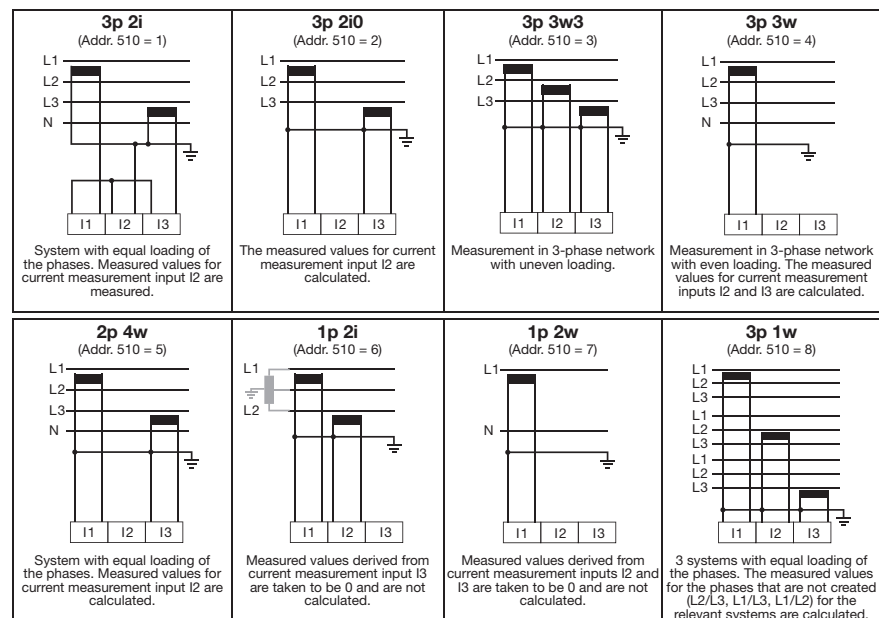 3p 2i
(Addr. 510 = 1)
L1
L2
L3
N
I1 I2 I3
System with equal loading of
the phases. Measured values for
current measurement input I2 are
measured.
3p 2i0
(Addr. 510 = 2)
L1
L2
L3
I1 I2 I3
The measured values for current
measurement input I2 are
calculated.
3p 3w3
(Addr. 510 = 3)
L1
L2
L3
I1 I2 I3
Measurement in 3-phase network
with uneven loading.
3p 3w
(Addr. 510 = 4)
L1
L2
L3
N
I1 I2 I3
Measurement in 3-phase network
with even loading. The measured
values for current measurement
inputs I2 and I3 are calculated.
2p 4w
(Addr. 510 = 5)
L1
L2
L3
N
I1 I2 I3
System with equal loading of
the phases. Measured values for
current measurement input I2 are
calculated.
1p 2i
(Addr. 510 = 6)
L1
L2
I1 I2 I3
Measured values derived from
current measurement input I3
are taken to be 0 and are not
calculated.
1p 2w
(Addr. 510 = 7)
L1
N
I1 I2 I3
Measured values derived from
current measurement inputs I2 and
I3 are taken to be 0 and are not
calculated.
3p 1w
(Addr. 510 = 8)
L1
L2
L3
L1
L2
L3
L1
L2
L3
I1 I2 I3
3 systems with equal loading of
the phases. The measured values
for the phases that are not created
(L2/L3, L1/L3, L1/L2) for the
relevant systems are calculated.